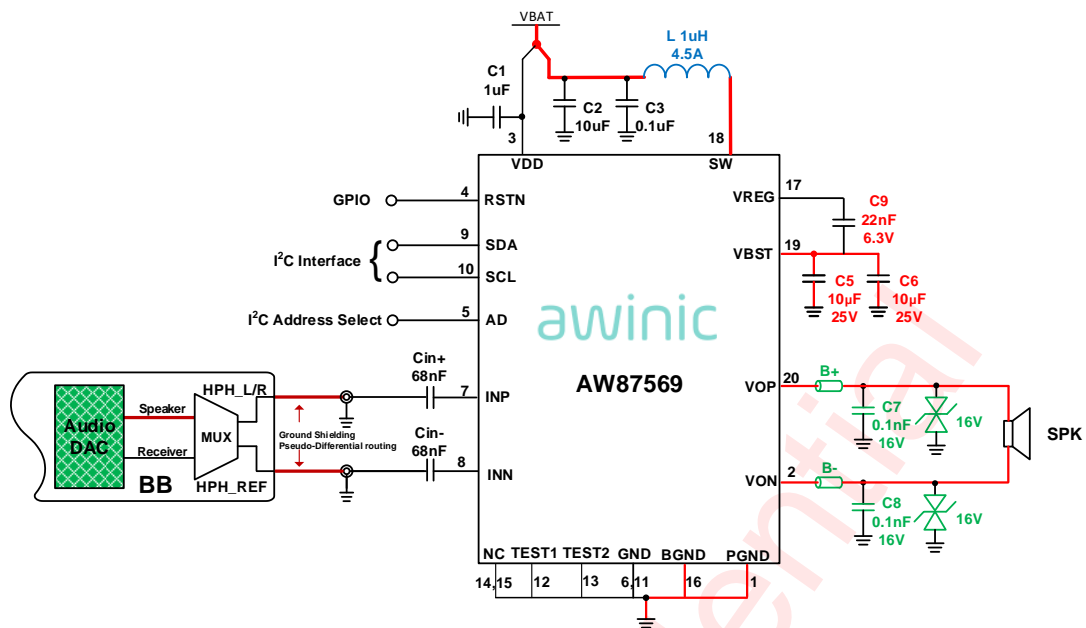 VBAT
L 1uH
4.5A
C1
1uF
C2
10uF
C3
0.1uF
3
18
VDD
SW
GPIO
4
RSTN
VREG
17
C9
22nF
6.3V
I²C Interface
9
SDA
10
SCL
VBST
19
C5
10µF
25V
C6
10µF
25V
I²C Address Select
5
AD
awinic
AW87569
Cin+
68nF
7
INP
Cin-
68nF
8
INN
HPH_L/R
Audio
DAC
Speaker
MUX
Receiver
BB
HPH_REF
Ground Shielding
Pseudo-Differential routing
VOP
20
B+
C7
0.1nF
16V
16V
SPK
VON
2
B-
C8
0.1nF
16V
16V
NC
TEST1
TEST2
GND
BGND
PGND
14,15
12
13
6,11
16
1